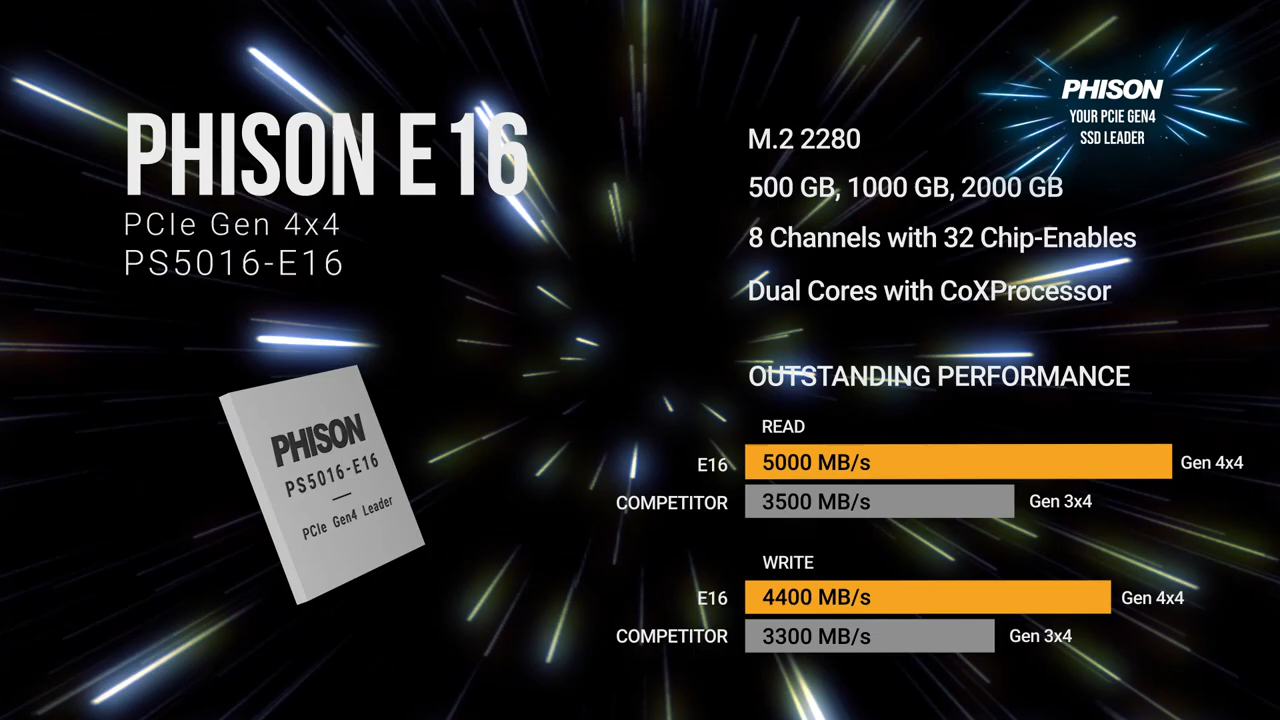 PHISON E16
PCIe Gen 4x4
PS5016-E16
PHISON
PS5016-E16
PCIe Gen4 Leader
PHISON
YOUR PCIE GEN4
SSD LEADER
M.2 2280
500 GB, 1000 GB, 2000 GB
8 Channels with 32 Chip-Enables
Dual Cores with CoXProcessor
OUTSTANDING PERFORMANCE
READ
E16 5000 MB/s Gen 4x4
COMPETITOR 3500 MB/s Gen 3x4
WRITE
E16 4400 MB/s Gen 4x4
COMPETITOR 3300 MB/s Gen 3x4